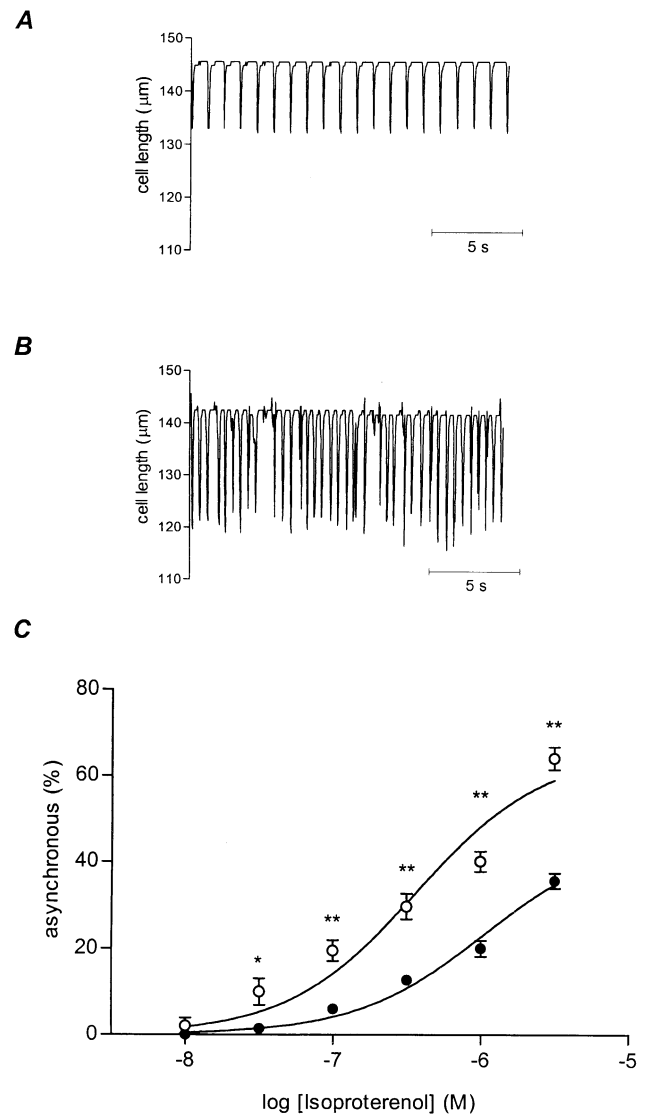 A
150
140
130
120
110
cell length (μm)
5 s
B
150
140
130
120
110
cell length (μm)
5 s
C
80
60
40
20
0
asynchronous (%)
*
**
**
**
**
-8
-7
-6
-5
log [Isoproterenol] (M)